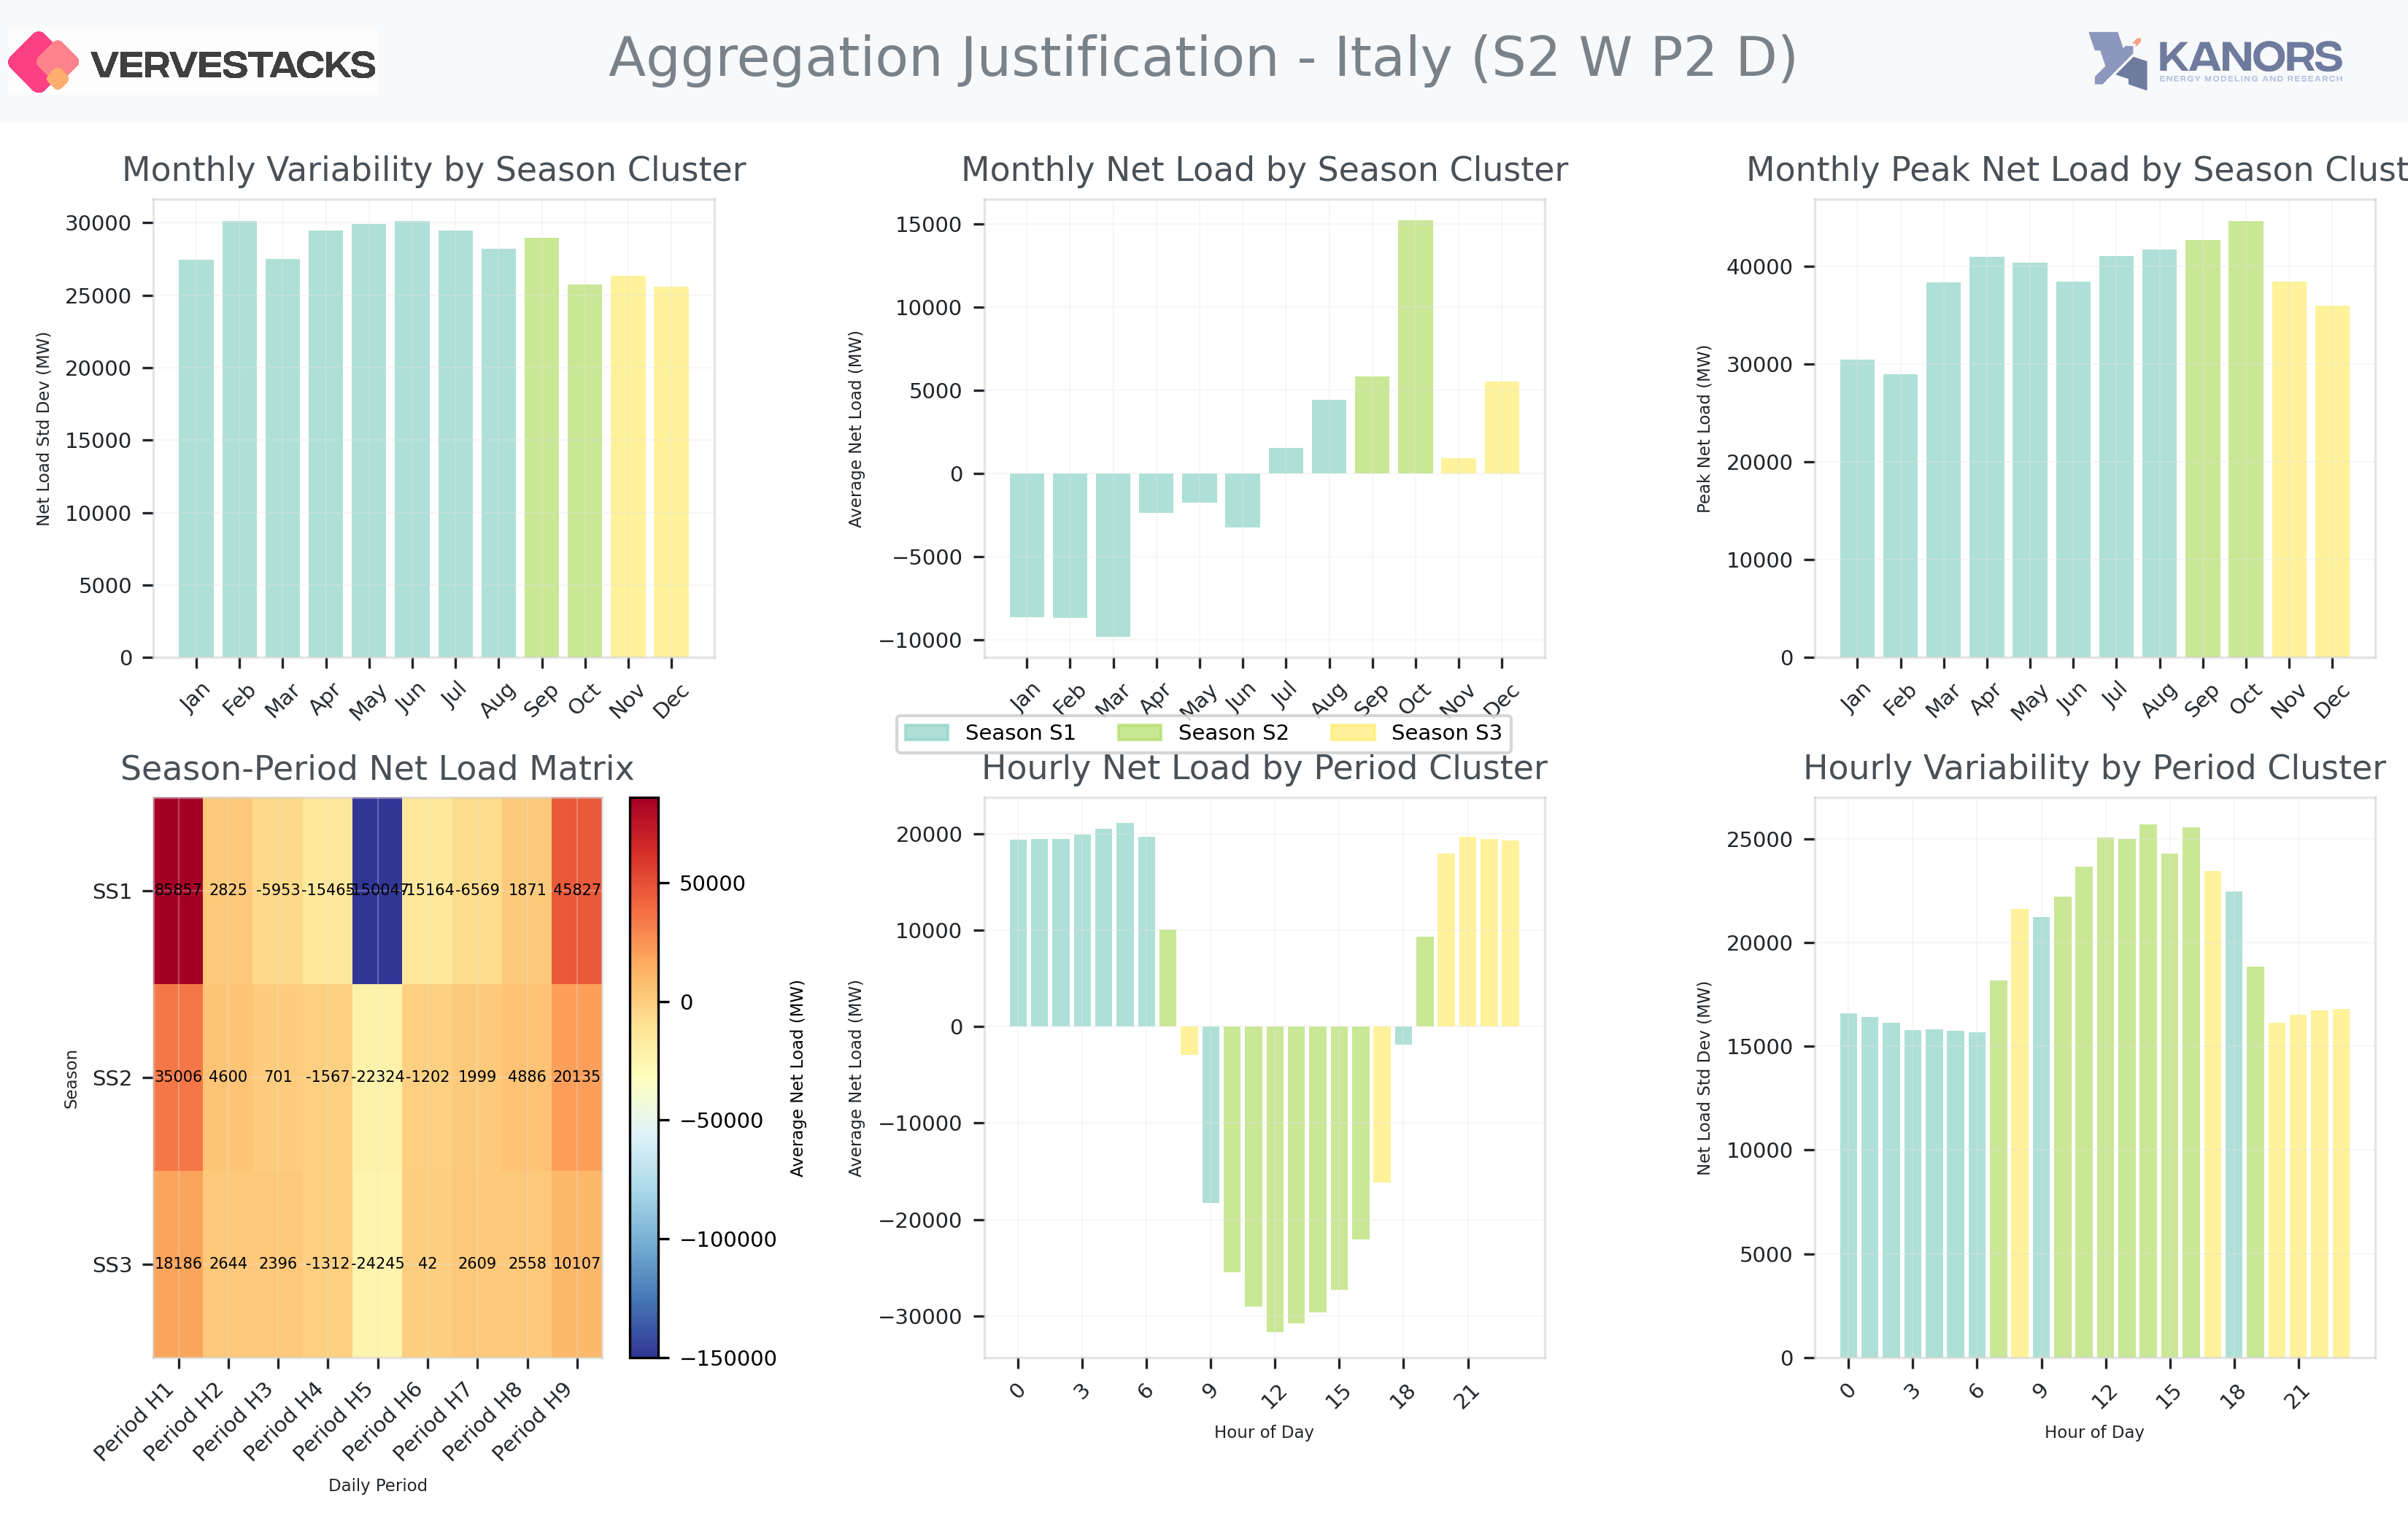 VERVESTACKS
Aggregation Justification - Italy (S2 W P2 D)
KANORS
ENERGY MODELING AND RESEARCH
Monthly Variability by Season Cluster
Net Load Std Dev (MW)
30000
25000
20000
15000
10000
5000
0
Jan Feb Mar Apr May Jun Jul Aug Sep Oct Nov Dec
Monthly Net Load by Season Cluster
Average Net Load (MW)
15000
10000
5000
0
−5000
−10000
Jan Feb Mar Apr May Jun Jul Aug Sep Oct Nov Dec
Monthly Peak Net Load by Season Clust
Peak Net Load (MW)
40000
30000
20000
10000
0
Jan Feb Mar Apr May Jun Jul Aug Sep Oct Nov Dec
Season S1 Season S2 Season S3
Season-Period Net Load Matrix
Season
SS1 85857 2825 -5953 -15465 -150047 -15164 -6569 1871 45827
SS2 35006 4600 701 -1567 -22324 -1202 1999 4886 20135
SS3 18186 2644 2396 -1312 -24245 42 2609 2558 10107
Period H1 Period H2 Period H3 Period H4 Period H5 Period H6 Period H7 Period H8 Period H9
Daily Period
50000
0
−50000
−100000
−150000
Average Net Load (MW)
Hourly Net Load by Period Cluster
Average Net Load (MW)
20000
10000
0
−10000
−20000
−30000
0 3 6 9 12 15 18 21
Hour of Day
Hourly Variability by Period Cluster
Net Load Std Dev (MW)
25000
20000
15000
10000
5000
0
0 3 6 9 12 15 18 21
Hour of Day